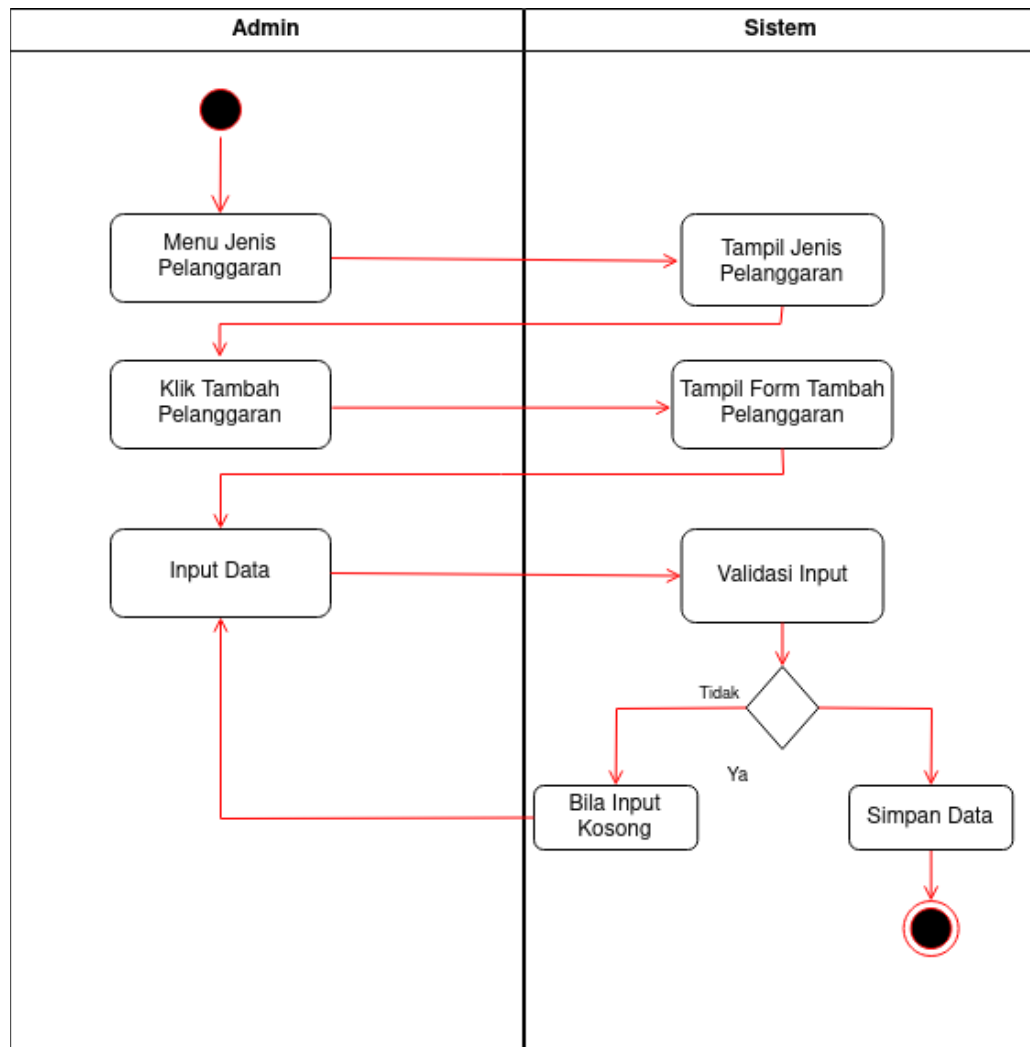 Admin
Sistem
Menu Jenis
Pelanggaran
Tampil Jenis
Pelanggaran
Klik Tambah
Pelanggaran
Tampil Form Tambah
Pelanggaran
Input Data
Validasi Input
Tidak
Ya
Bila Input
Kosong
Simpan Data